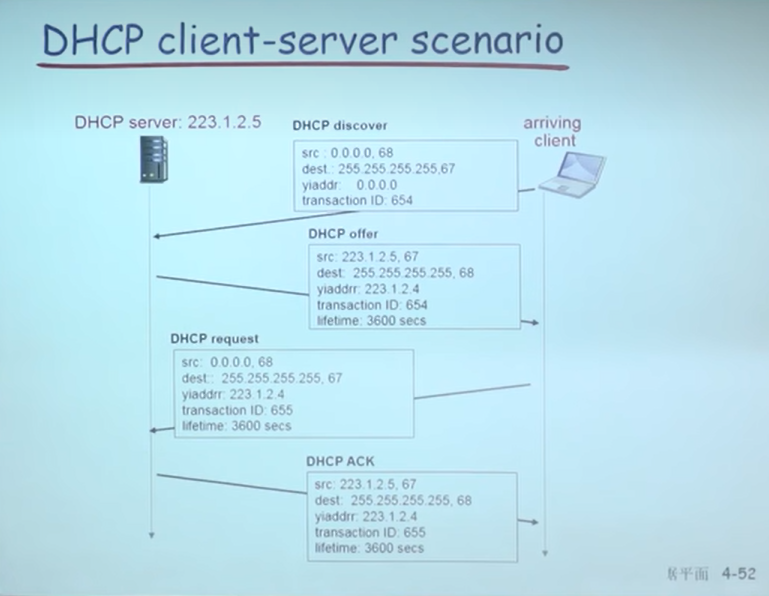 DHCP client-server scenario
DHCP server: 223.1.2.5
DHCP discover
arriving
client
src : 0.0.0.0, 68
dest.: 255.255.255.255,67
yiaddr: 0.0.0.0
transaction ID: 654
DHCP offer
src: 223.1.2.5, 67
dest: 255.255.255.255, 68
yiaddrr: 223.1.2.4
transaction ID: 654
lifetime: 3600 secs
DHCP request
src: 0.0.0.0, 68
dest:: 255.255.255.255, 67
yiaddrr: 223.1.2.4
transaction ID: 655
lifetime: 3600 secs
DHCP ACK
src: 223.1.2.5, 67
dest: 255.255.255.255, 68
yiaddrr: 223.1.2.4
transaction ID: 655
lifetime: 3600 secs
平面 4-52